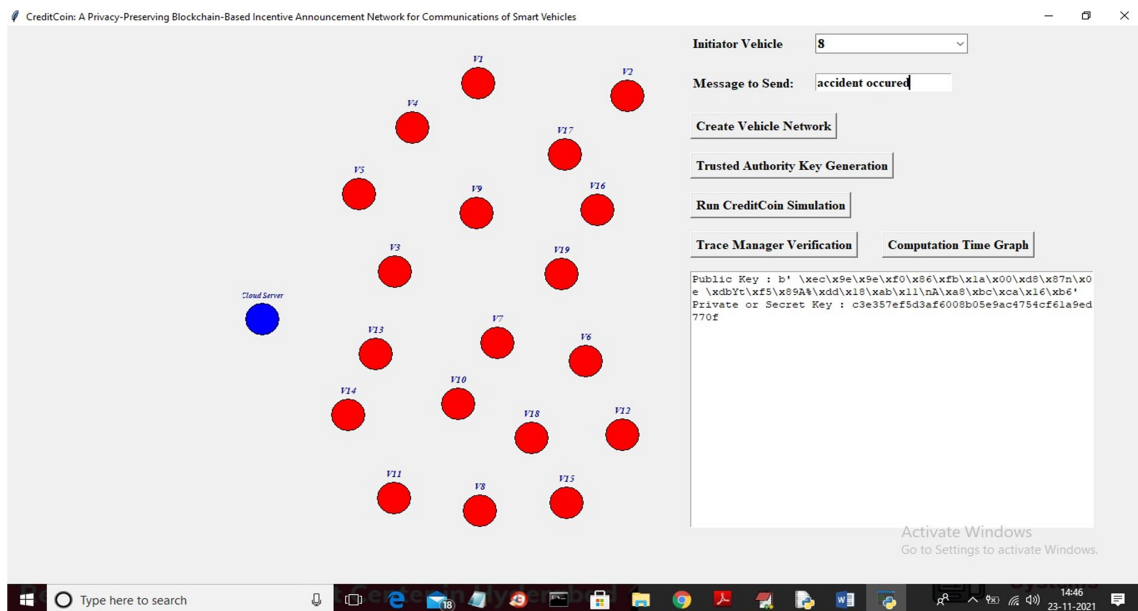 CreditCoin: A Privacy-Preserving Blockchain-Based Incentive Announcement Network for Communications of Smart Vehicles
Initiator Vehicle 8
Message to Send: accident occured
Create Vehicle Network
Trusted Authority Key Generation
Run CreditCoin Simulation
Trace Manager Verification Computation Time Graph
Public Key : b' \xec\x9e\x9e\xf0\x86\xfb\x1a\x00\xd8\x87n\x0
e \xdbYt\xf5\x89A%\xdd\x18\xab\x11\nA\xa8\xbc\xca\x16\xb6'
Private or Secret Key : c3e357ef5d3af6008b05e9ac4754cf61a9ed
770f
V1
V2
V4
V17
V5
V9
V16
V3
V19
Cloud Server
V13
V7
V6
V14
V10
V18
V12
V11
V8
V15
Activate Windows
Go to Settings to activate Windows.
Type here to search
18
14:46
23-11-2021